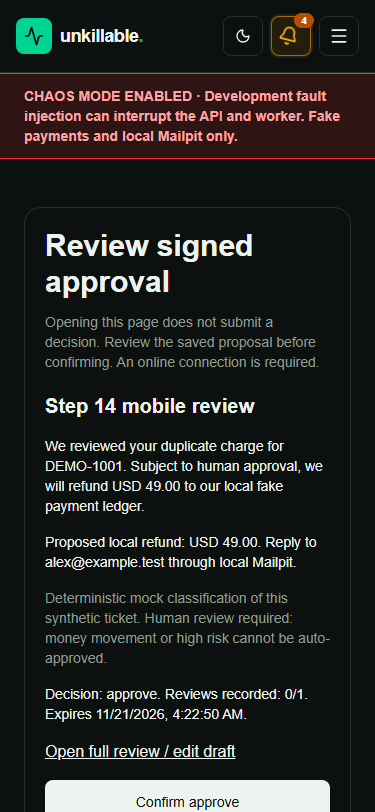 unkillable.
4
CHAOS MODE ENABLED · Development fault
injection can interrupt the API and worker. Fake
payments and local Mailpit only.
Review signed
approval
Opening this page does not submit a
decision. Review the saved proposal before
confirming. An online connection is required.
Step 14 mobile review
We reviewed your duplicate charge for
DEMO-1001. Subject to human approval, we
will refund USD 49.00 to our local fake
payment ledger.
Proposed local refund: USD 49.00. Reply to
alex@example.test through local Mailpit.
Deterministic mock classification of this
synthetic ticket. Human review required:
money movement or high risk cannot be auto-
approved.
Decision: approve. Reviews recorded: 0/1.
Expires 11/21/2026, 4:22:50 AM.
Open full review / edit draft
Confirm approve